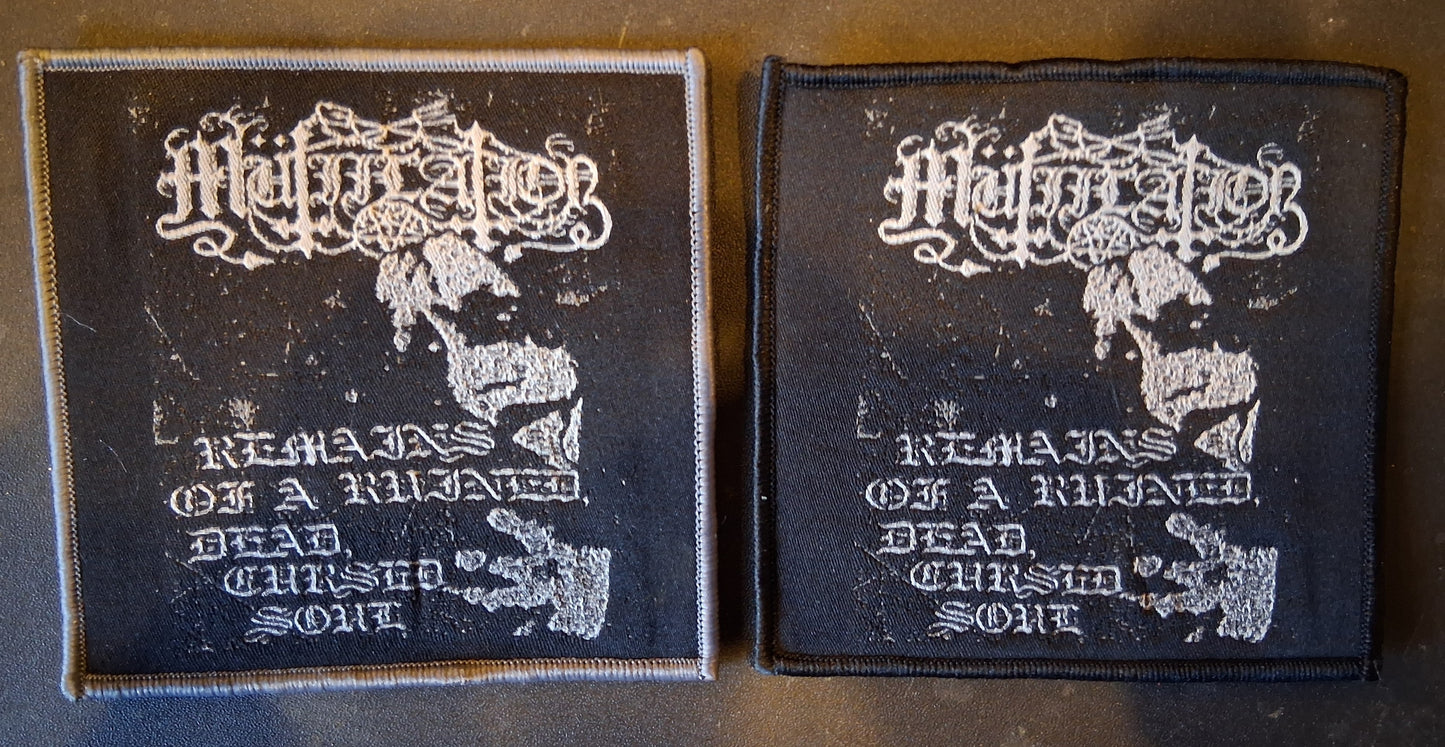 Mütiilation
REMAINS
OF A RUINED,
DEAD,
CURSED
SOUL
Mütiilation
REMAINS
OF A RUINED,
DEAD,
CURSED
SOUL